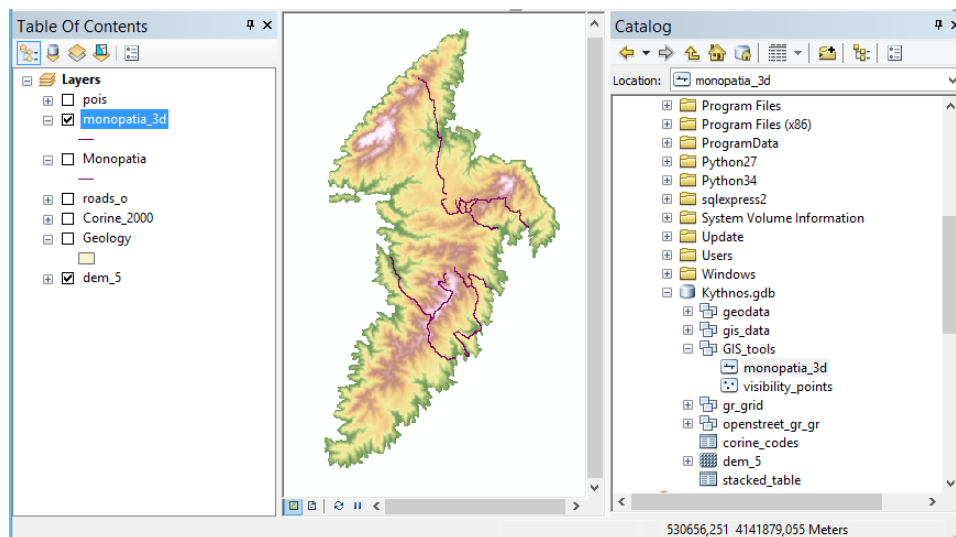 Table Of Contents
Layers
pois
monopatia_3d
Monopatia
roads_o
Corine_2000
Geology
dem_5
Catalog
Location: monopatia_3d
Program Files
Program Files (x86)
ProgramData
Python27
Python34
sqlexpress2
System Volume Information
Update
Users
Windows
Kythnos.gdb
geodata
gis_data
GIS_tools
monopatia_3d
visibility_points
gr_grid
openstreet_gr_gr
corine_codes
dem_5
stacked_table
530656,251 4141879,055 Meters